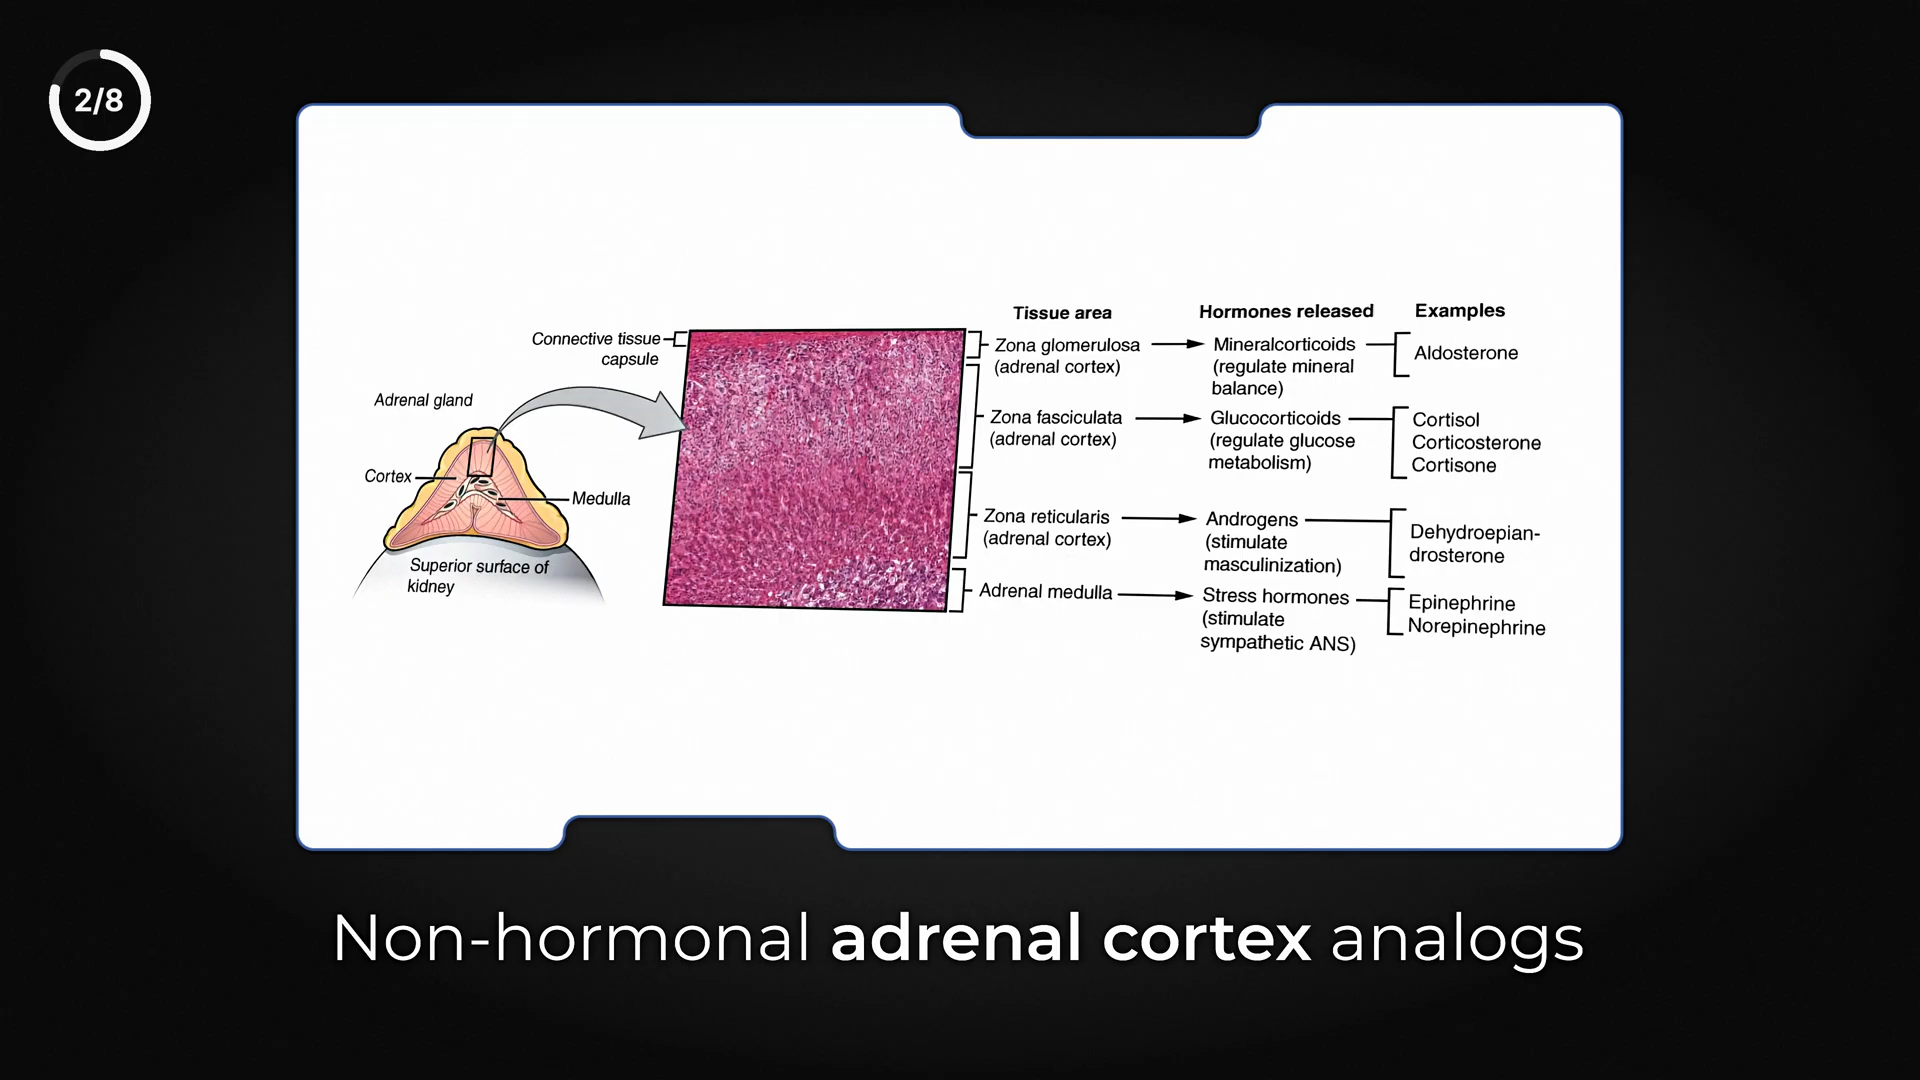 2/8
Connective tissue
capsule
Adrenal gland
Cortex
Medulla
Superior surface of
kidney
Tissue area
Zona glomerulosa
(adrenal cortex)
Zona fasciculata
(adrenal cortex)
Zona reticularis
(adrenal cortex)
Adrenal medulla
Hormones released
Mineralcorticoids
(regulate mineral
balance)
Glucocorticoids
(regulate glucose
metabolism)
Androgens
(stimulate
masculinization)
Stress hormones
(stimulate
sympathetic ANS)
Examples
Aldosterone
Cortisol
Corticosterone
Cortisone
Dehydroepian-
drosterone
Epinephrine
Norepinephrine
Non-hormonal adrenal cortex analogs